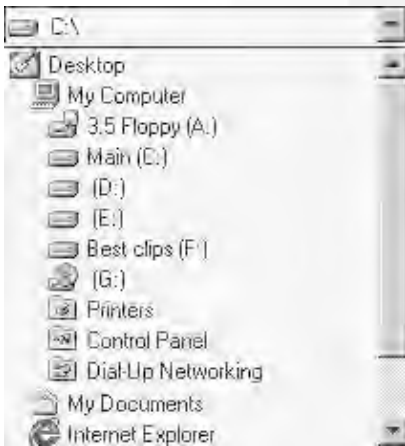 C:\
Desktop
My Computer
3.5 Floppy (A:)
Main (C:)
(D:)
(E:)
Best clips (F:)
(G:)
Printers
Control Panel
Dial-Up Networking
My Documents
Internet Explorer